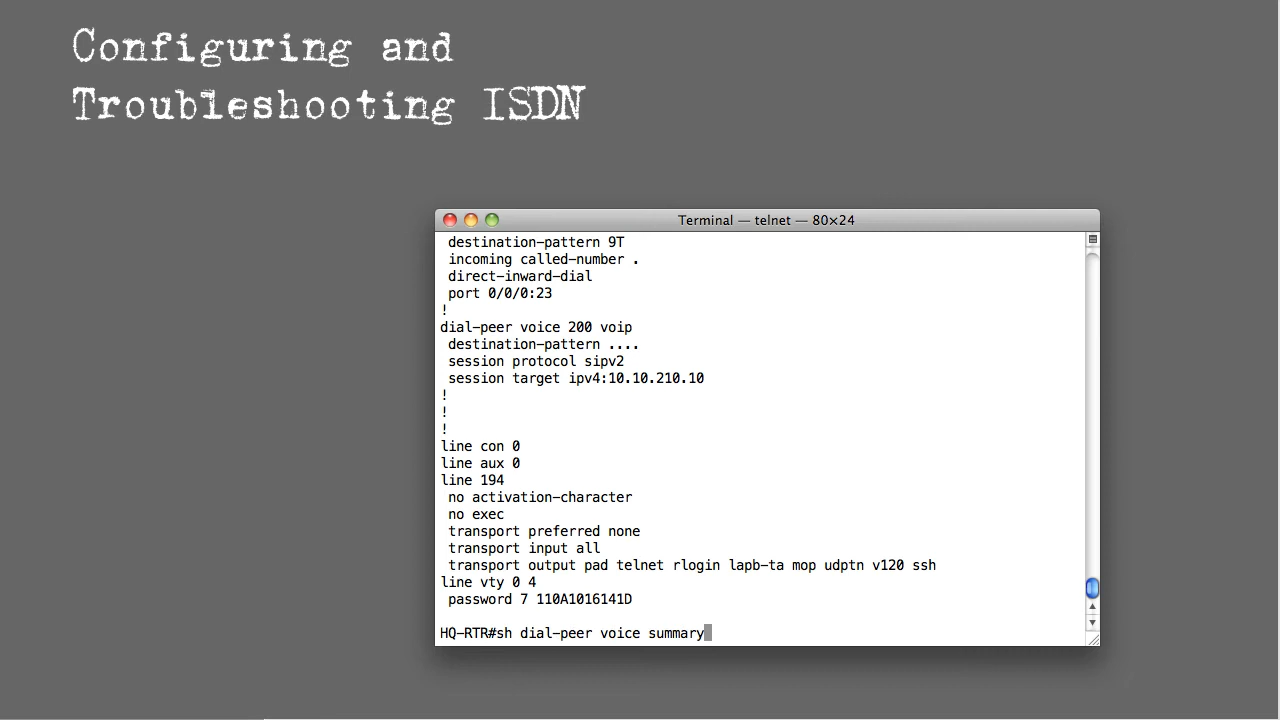 Configuring and
Troubleshooting ISDN
Terminal — telnet — 80×24
destination-pattern 9T
incoming called-number .
direct-inward-dial
port 0/0/0:23
!
dial-peer voice 200 voip
destination-pattern ....
session protocol sipv2
session target ipv4:10.10.210.10
!
!
!
line con 0
line aux 0
line 194
no activation-character
no exec
transport preferred none
transport input all
transport output pad telnet rlogin lapb-ta mop udptn v120 ssh
line vty 0 4
password 7 110A1016141D
HQ-RTR#sh dial-peer voice summary